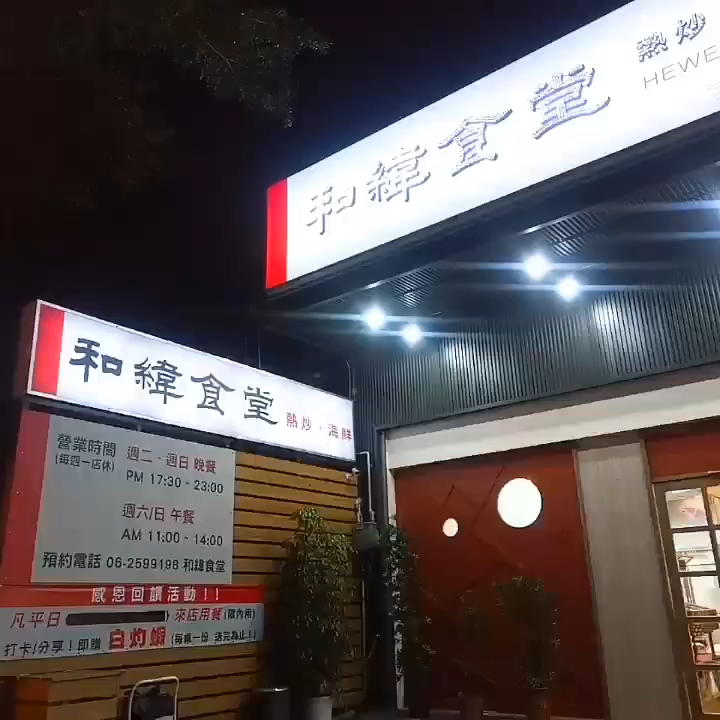 和緯食堂
熱炒
HEWE
和緯食堂
熱炒．海鮮
營業時間 週二－週日 晚餐
(每週一店休)
PM 17:30－23:00
週六/日 午餐
AM 11:00～14:00
預約電話 06-2599198 和緯食堂
感恩回饋活動！！
凡平日 來店用餐(限內用)
打卡/分享！即贈 白灼蝦 (每桌一份 送完為止！)